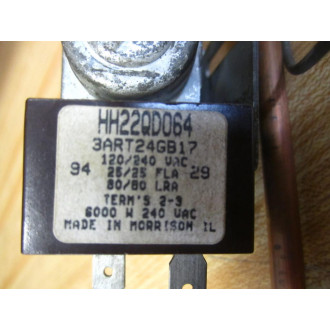 HH22QD064
3ART24GB17
120/240 VAC
94 25/25 FLA 29
80/80 LRA
TERM'S 2-3
6000 W 240 VAC
MADE IN MORRISON IL